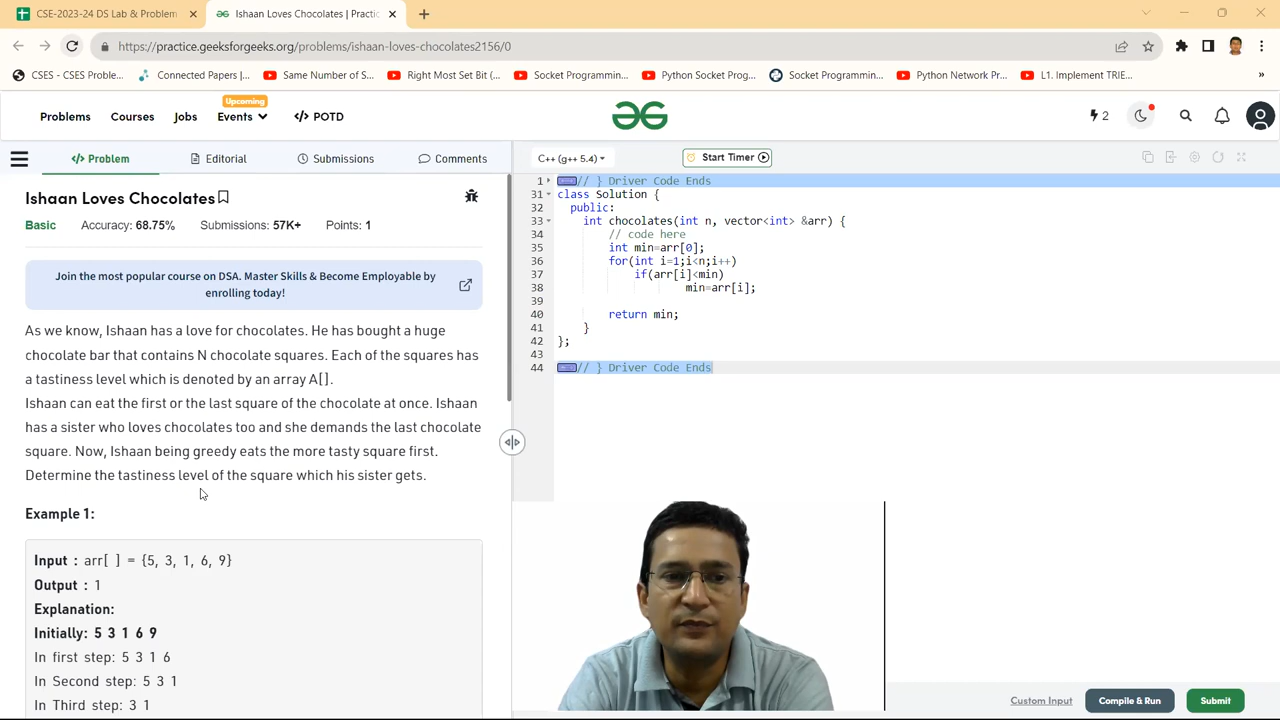 CSE-2023-24 DS Lab & Problem
Ishaan Loves Chocolates | Practi
https://practice.geeksforgeeks.org/problems/ishaan-loves-chocolates2156/0
CSES - CSES Proble...
Connected Papers |...
Same Number of S...
Right Most Set Bit (...
Socket Programmin...
Python Socket Prog...
Socket Programmin...
Python Network Pr...
L1. Implement TRIE...
»
Upcoming
Problems
Courses
Jobs
Events
</> POTD
2
</> Problem
Editorial
Submissions
Comments
C++ (g++ 5.4)
Start Timer
Ishaan Loves Chocolates
Basic
Accuracy: 68.75%
Submissions: 57K+
Points: 1
Join the most popular course on DSA. Master Skills & Become Employable by
enrolling today!
As we know, Ishaan has a love for chocolates. He has bought a huge
chocolate bar that contains N chocolate squares. Each of the squares has
a tastiness level which is denoted by an array A[].
Ishaan can eat the first or the last square of the chocolate at once. Ishaan
has a sister who loves chocolates too and she demands the last chocolate
square. Now, Ishaan being greedy eats the more tasty square first.
Determine the tastiness level of the square which his sister gets.
Example 1:
Input : arr[ ] = {5, 3, 1, 6, 9}
Output : 1
Explanation:
Initially: 5 3 1 6 9
In first step: 5 3 1 6
In Second step: 5 3 1
In Third step: 3 1
1 // } Driver Code Ends
31 class Solution {
32 public:
33 int chocolates(int n, vector<int> &arr) {
34 // code here
35 int min=arr[0];
36 for(int i=1;i<n;i++)
37 if(arr[i]<min)
38 min=arr[i];
39
40 return min;
41 }
42 };
43
44 // } Driver Code Ends
Custom Input
Compile & Run
Submit